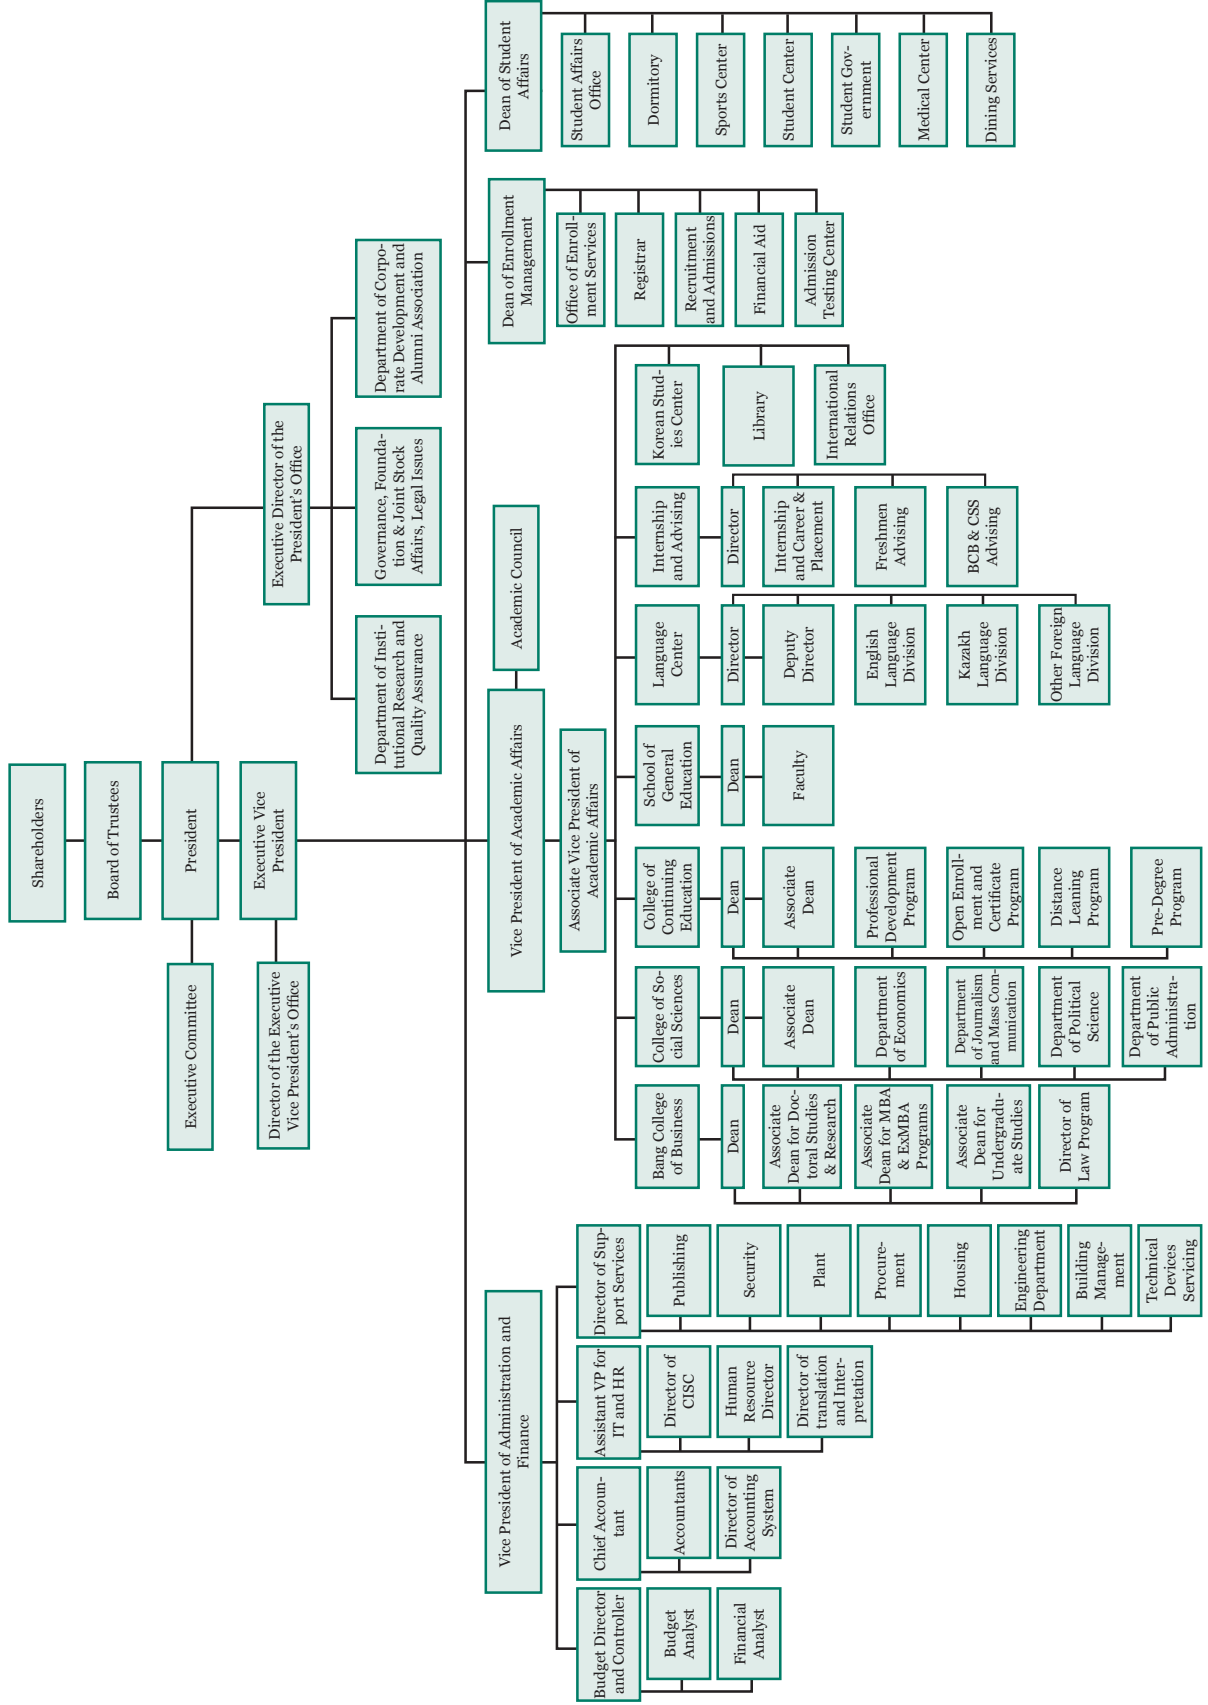 Shareholders
Board of Trustees
President
Executive Committee
Executive Vice
President
Director of the Executive
Vice President's Office
Executive Director of the
President's Office
Department of Insti-
tutional Research and
Quality Assurance
Governance, Founda-
tion & Joint Stock
Affairs, Legal Issues
Department of Corpo-
rate Development and
Alumni Association
Vice President of Administration and
Finance
Budget Director
and Controller
Budget
Analyst
Financial
Analyst
Chief Accoun-
tant
Accountants
Director of
Accounting
System
Assistant VP for
IT and HR
Director of
CISC
Human
Resource
Director
Director of
translation
and Inter-
pretation
Director of Sup-
port Services
Publishing
Security
Plant
Procure-
ment
Housing
Engineering
Department
Building
Manage-
ment
Technical
Devices
Servicing
Vice President of Academic Affairs
Academic Council
Associate Vice President of
Academic Affairs
Bang College
of Business
Dean
Associate
Dean for Doc-
toral Studies
& Research
Associate
Dean for MBA
& ExMBA
Programs
Associate
Dean for
Undergradu-
ate Studies
Director of
Law Program
College of So-
cial Sciences
Dean
Associate
Dean
Department
of Economics
Department
of Journalism
and Mass Com-
munication
Department
of Political
Science
Department
of Public
Administra-
tion
College of
Continuing
Education
Dean
Associate
Dean
Professional
Development
Program
Open Enroll-
ment and
Certificate
Program
Distance
Leaning
Program
Pre-Degree
Program
School of
General
Education
Dean
Faculty
Language
Center
Director
Deputy
Director
English
Language
Division
Kazakh
Language
Division
Other Foreign
Language
Division
Internship
and Advising
Director
Internship
and Career &
Placement
Freshmen
Advising
BCB & CSS
Advising
Korean Stud-
ies Center
Library
International
Relations
Office
Dean of Enrollment
Management
Office of Enroll-
ment Services
Registrar
Recruitment
and Admissions
Financial Aid
Admission
Testing Center
Dean of Student
Affairs
Student Affairs
Office
Dormitory
Sports Center
Student Center
Student Gov-
ernment
Medical Center
Dining Services